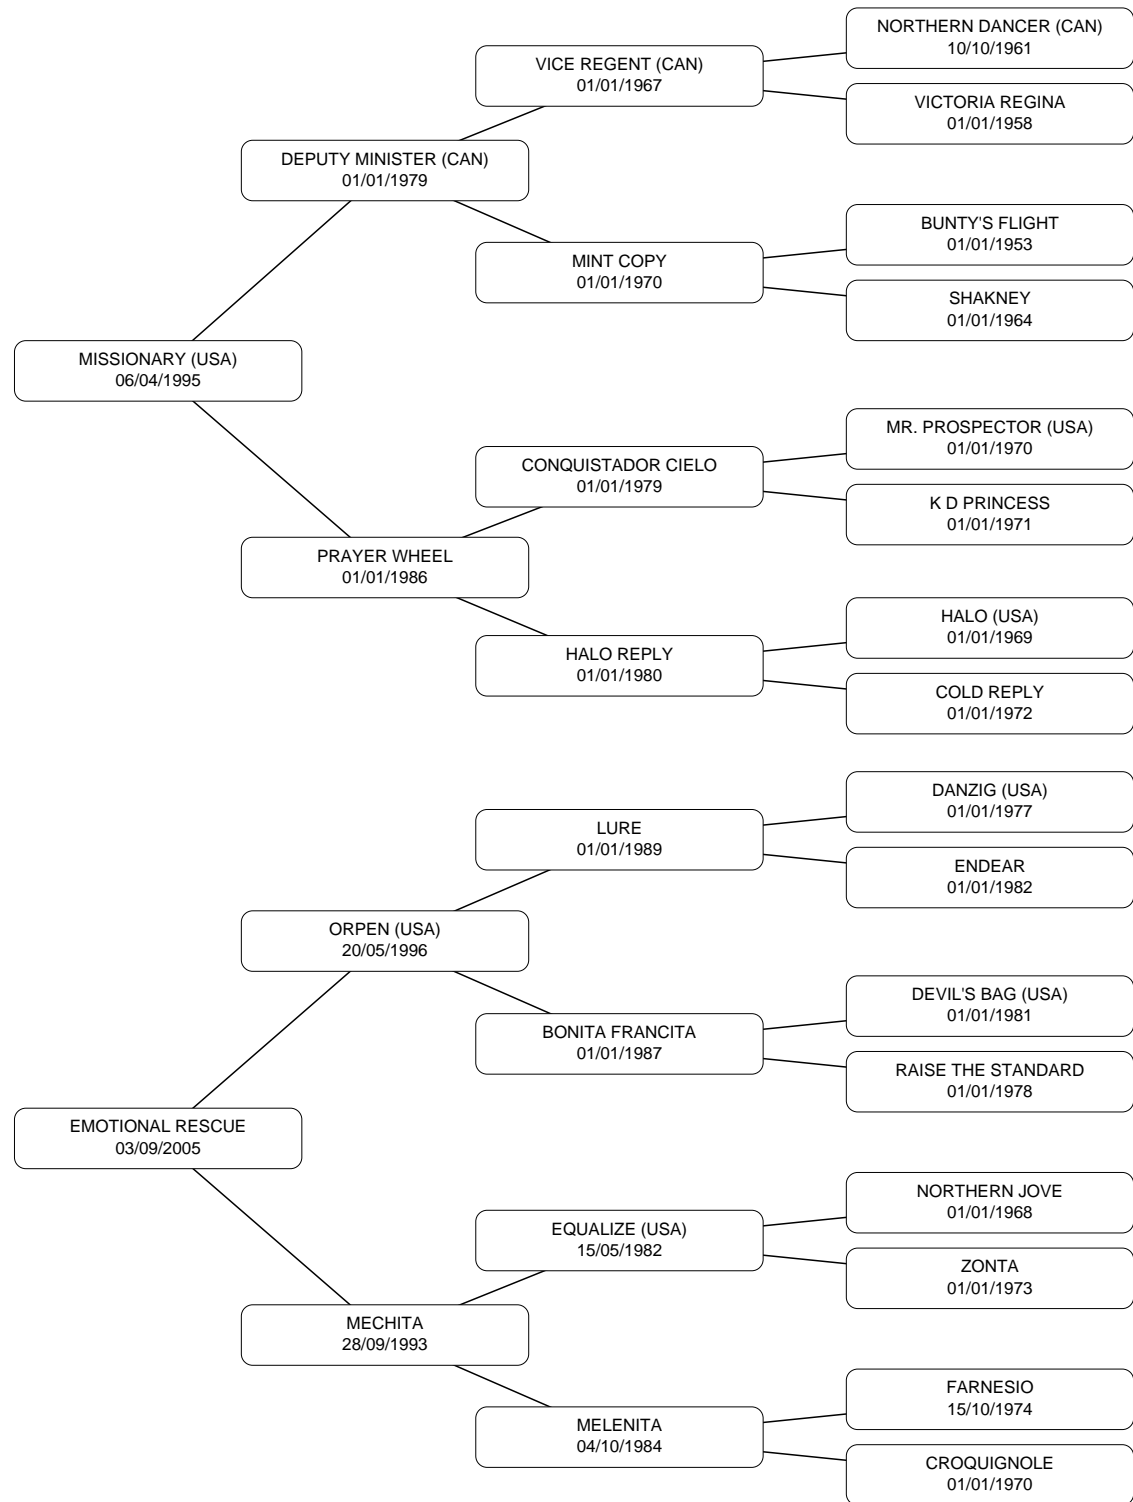 NORTHERN DANCER (CAN)
10/10/1961
VICE REGENT (CAN)
01/01/1967
VICTORIA REGINA
01/01/1958
DEPUTY MINISTER (CAN)
01/01/1979
BUNTY'S FLIGHT
01/01/1953
MINT COPY
01/01/1970
SHAKNEY
01/01/1964
MISSIONARY (USA)
06/04/1995
MR. PROSPECTOR (USA)
01/01/1970
CONQUISTADOR CIELO
01/01/1979
K D PRINCESS
01/01/1971
PRAYER WHEEL
01/01/1986
HALO (USA)
01/01/1969
HALO REPLY
01/01/1980
COLD REPLY
01/01/1972
DANZIG (USA)
01/01/1977
LURE
01/01/1989
ENDEAR
01/01/1982
ORPEN (USA)
20/05/1996
DEVIL'S BAG (USA)
01/01/1981
BONITA FRANCITA
01/01/1987
RAISE THE STANDARD
01/01/1978
EMOTIONAL RESCUE
03/09/2005
NORTHERN JOVE
01/01/1968
EQUALIZE (USA)
15/05/1982
ZONTA
01/01/1973
MECHITA
28/09/1993
FARNESIO
15/10/1974
MELENITA
04/10/1984
CROQUIGNOLE
01/01/1970